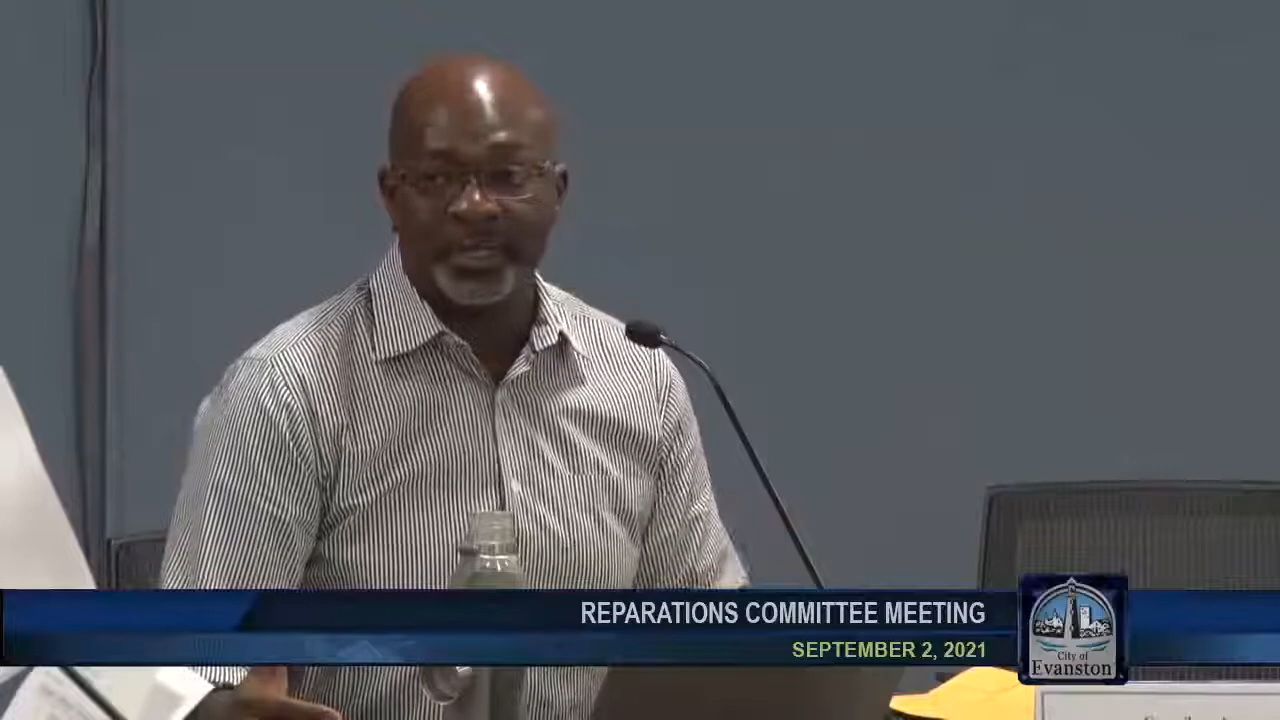 REPARATIONS COMMITTEE MEETING
SEPTEMBER 2, 2021
City of
Evanston